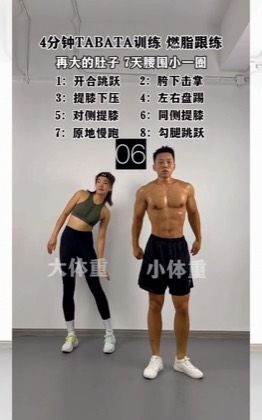 4分钟TABATA训练 燃脂跟练
再大的肚子 7天腰围小一圈
1：开合跳跃 2：胯下击掌
3：提膝下压 4：左右盘踢
5：对侧提膝 6：同侧提膝
7：原地慢跑 8：勾腿跳跃
06
大体重 小体重